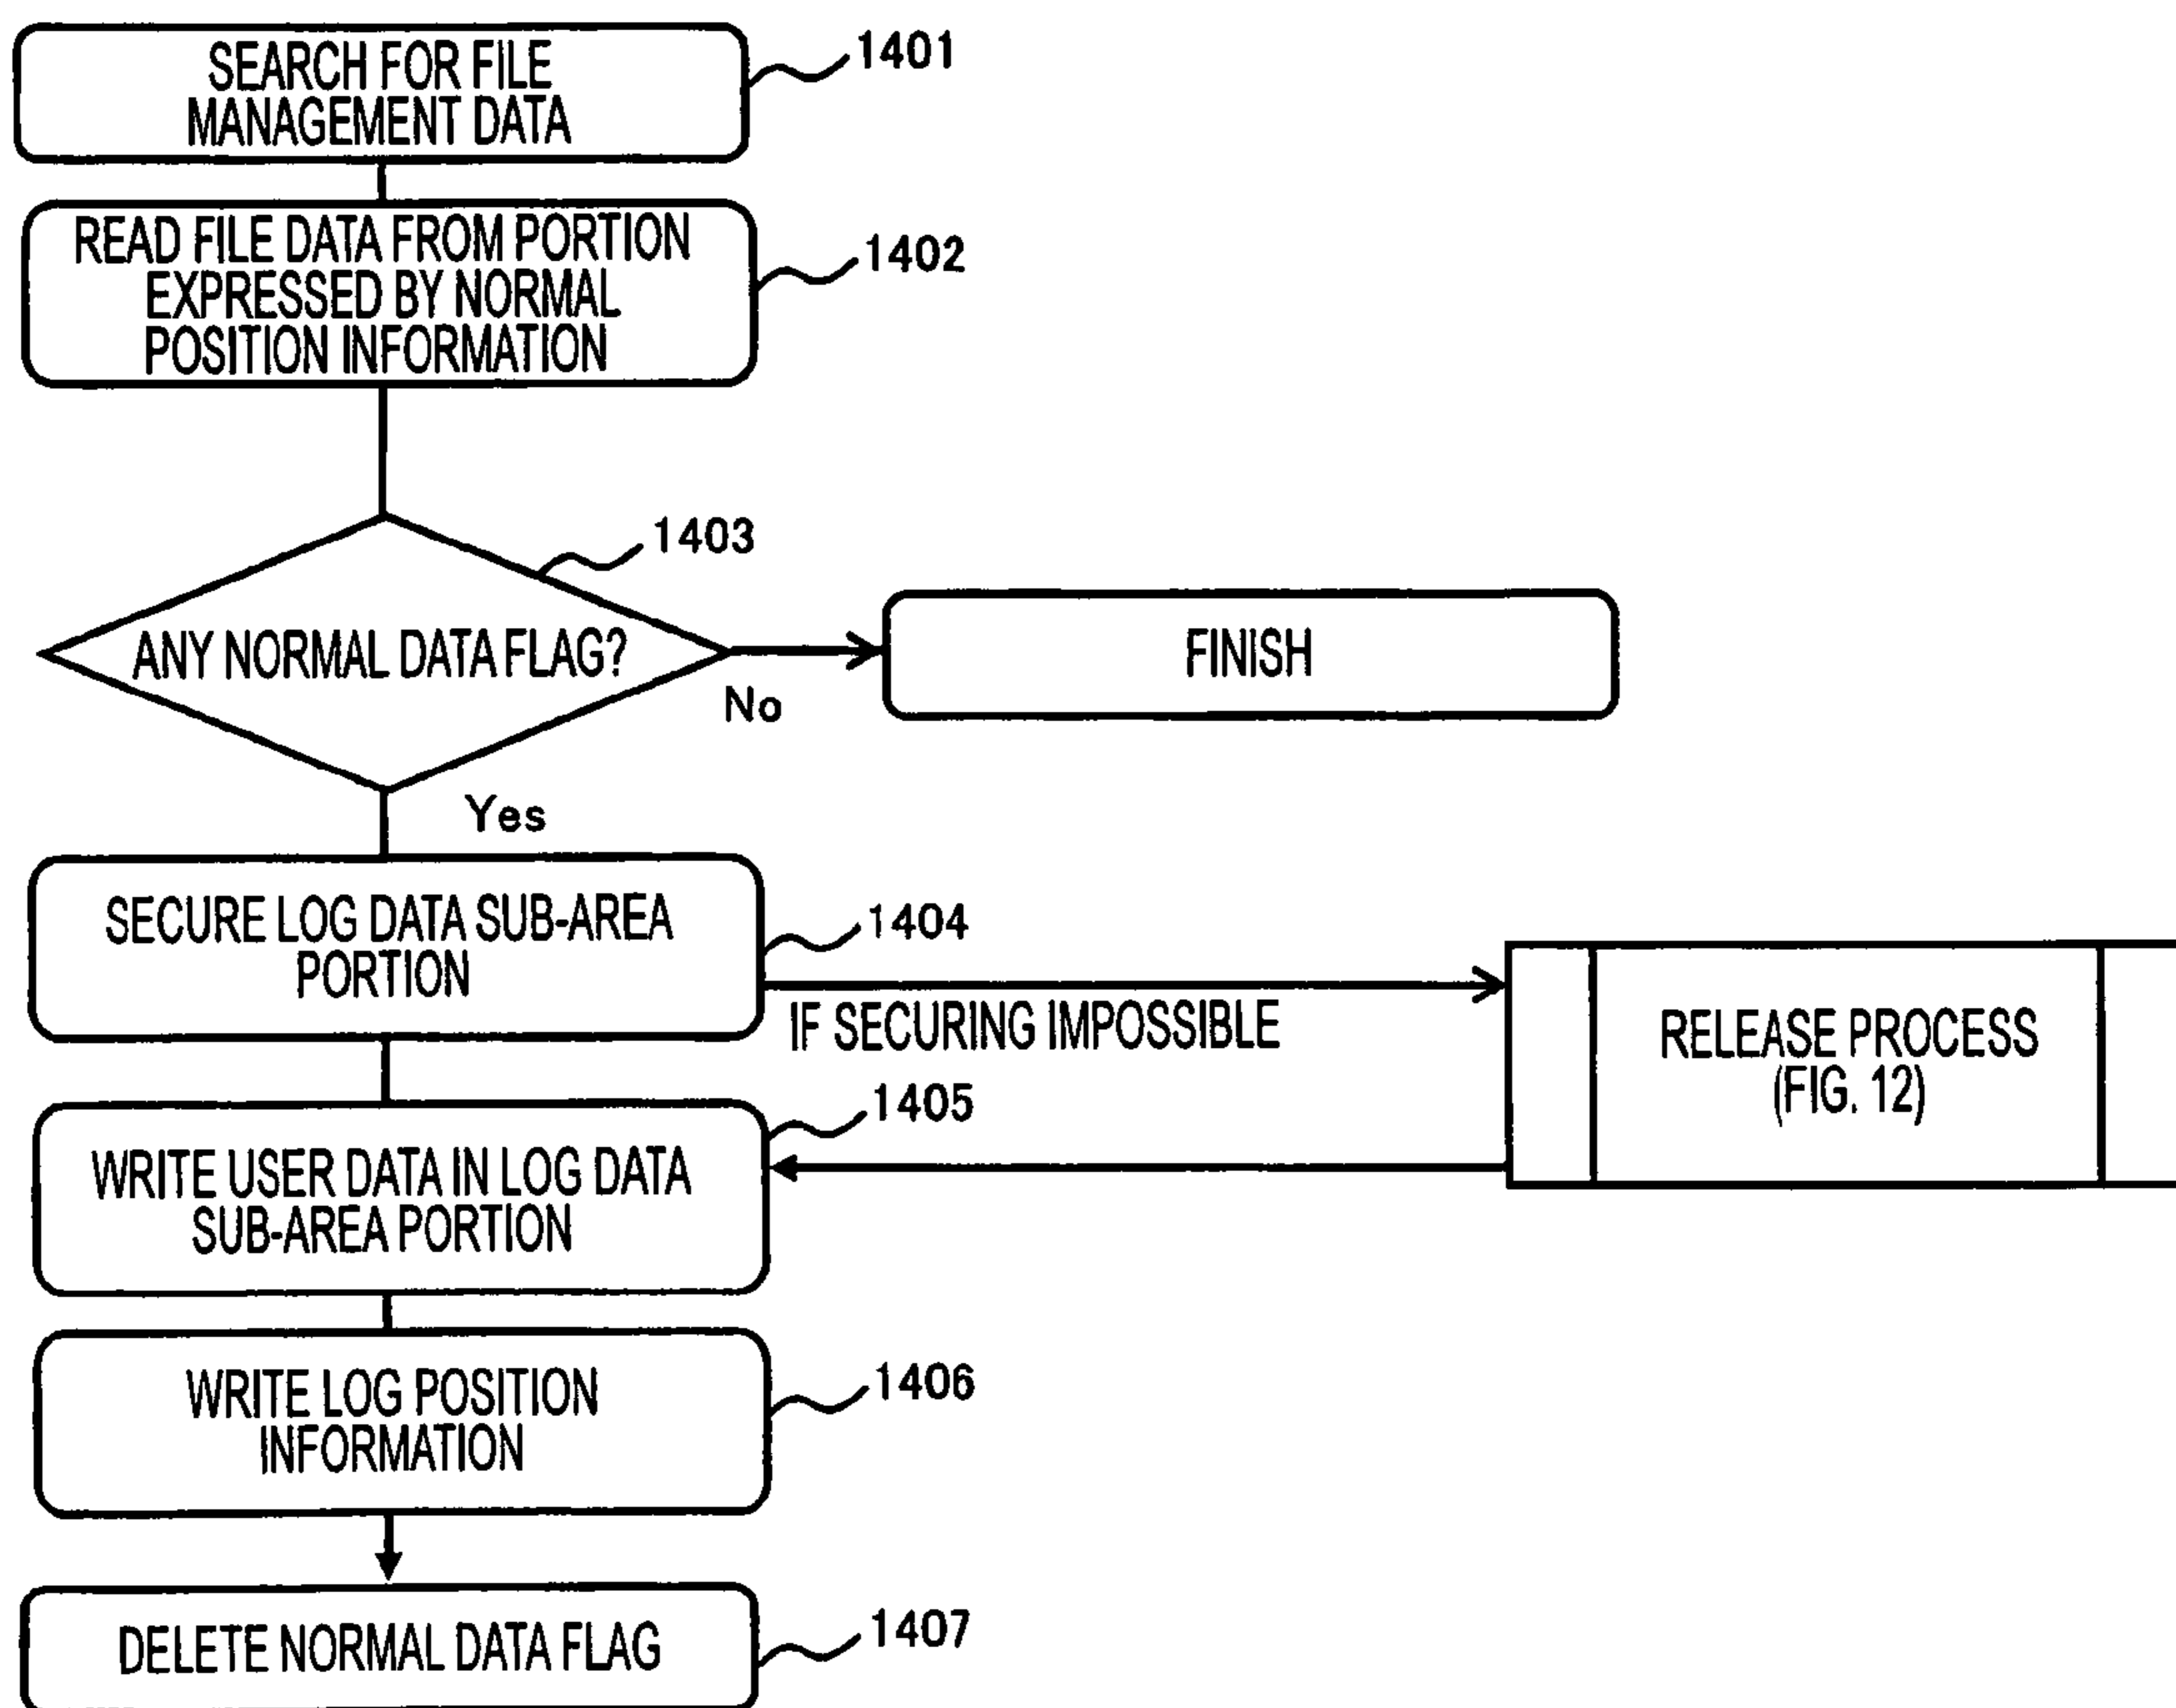 SEARCH FOR FILE
MANAGEMENT DATA
1401
READ FILE DATA FROM PORTION
EXPRESSED BY NORMAL
POSITION INFORMATION
1402
1403
ANY NORMAL DATA FLAG?
No
FINISH
Yes
SECURE LOG DATA SUB-AREA
PORTION
1404
IF SECURING IMPOSSIBLE
RELEASE PROCESS
(FIG. 12)
1405
WRITE USER DATA IN LOG DATA
SUB-AREA PORTION
WRITE LOG POSITION
INFORMATION
1406
DELETE NORMAL DATA FLAG
1407